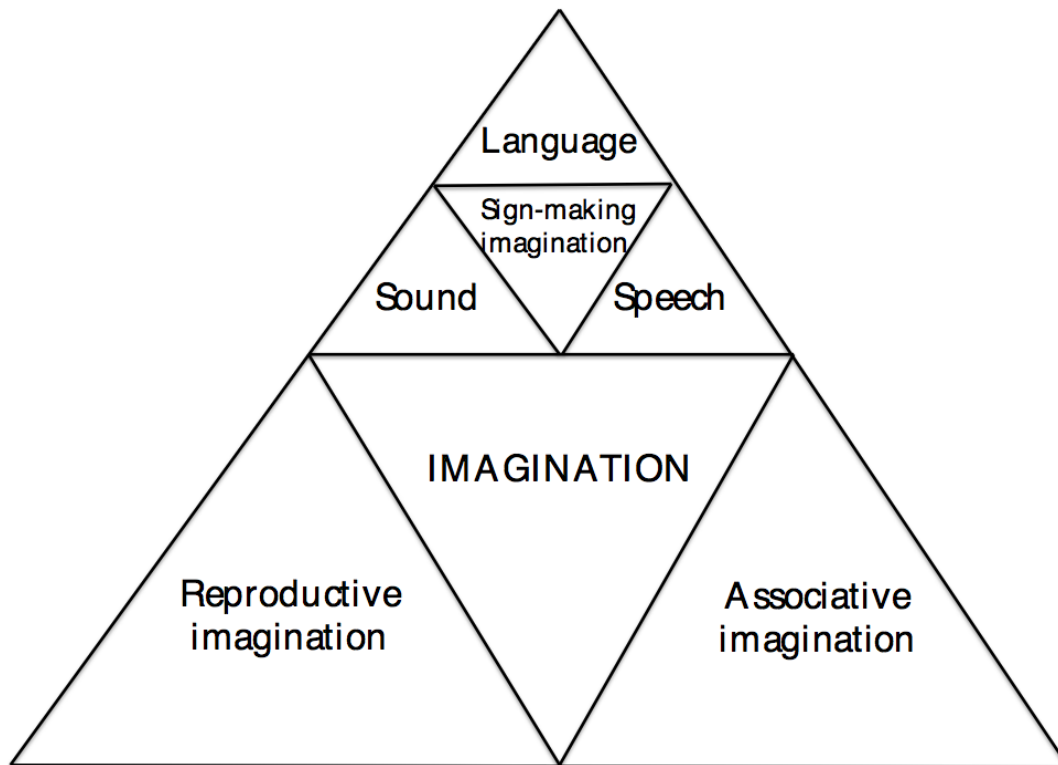 Language
Sign-making
imagination
Sound
Speech
IMAGINATION
Reproductive
imagination
Associative
imagination